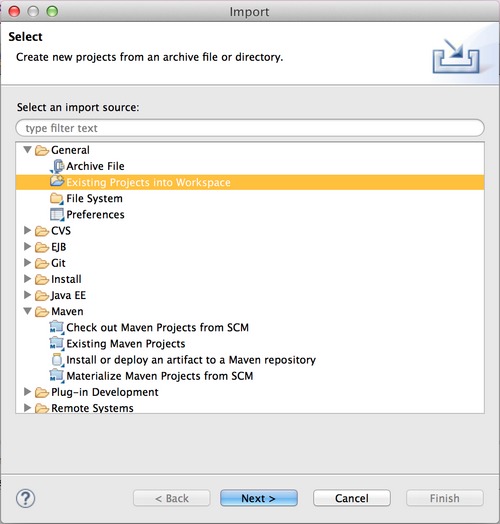 Import
Select
Create new projects from an archive file or directory.
Select an import source:
type filter text
General
Archive File
Existing Projects into Workspace
File System
Preferences
CVS
EJB
Git
Install
Java EE
Maven
Check out Maven Projects from SCM
Existing Maven Projects
Install or deploy an artifact to a Maven repository
Materialize Maven Projects from SCM
Plug-in Development
Remote Systems
? < Back Next > Cancel Finish